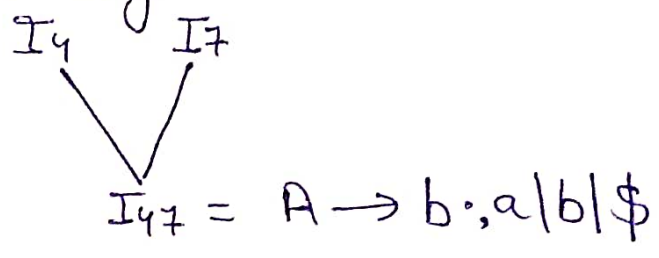 I4 I7
I47 = A → b·,a|b|$